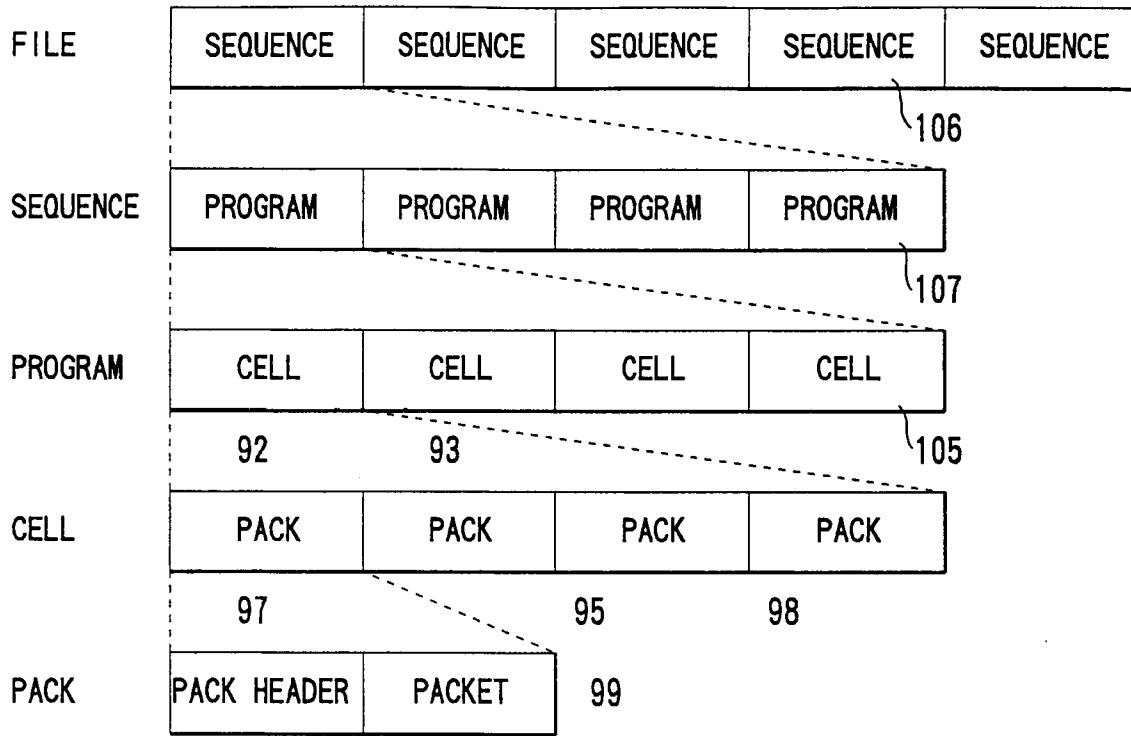 FILE SEQUENCE SEQUENCE SEQUENCE SEQUENCE SEQUENCE
106
SEQUENCE PROGRAM PROGRAM PROGRAM PROGRAM
107
PROGRAM CELL CELL CELL CELL
92 93 105
CELL PACK PACK PACK PACK
97 95 98
PACK PACK HEADER PACKET 99